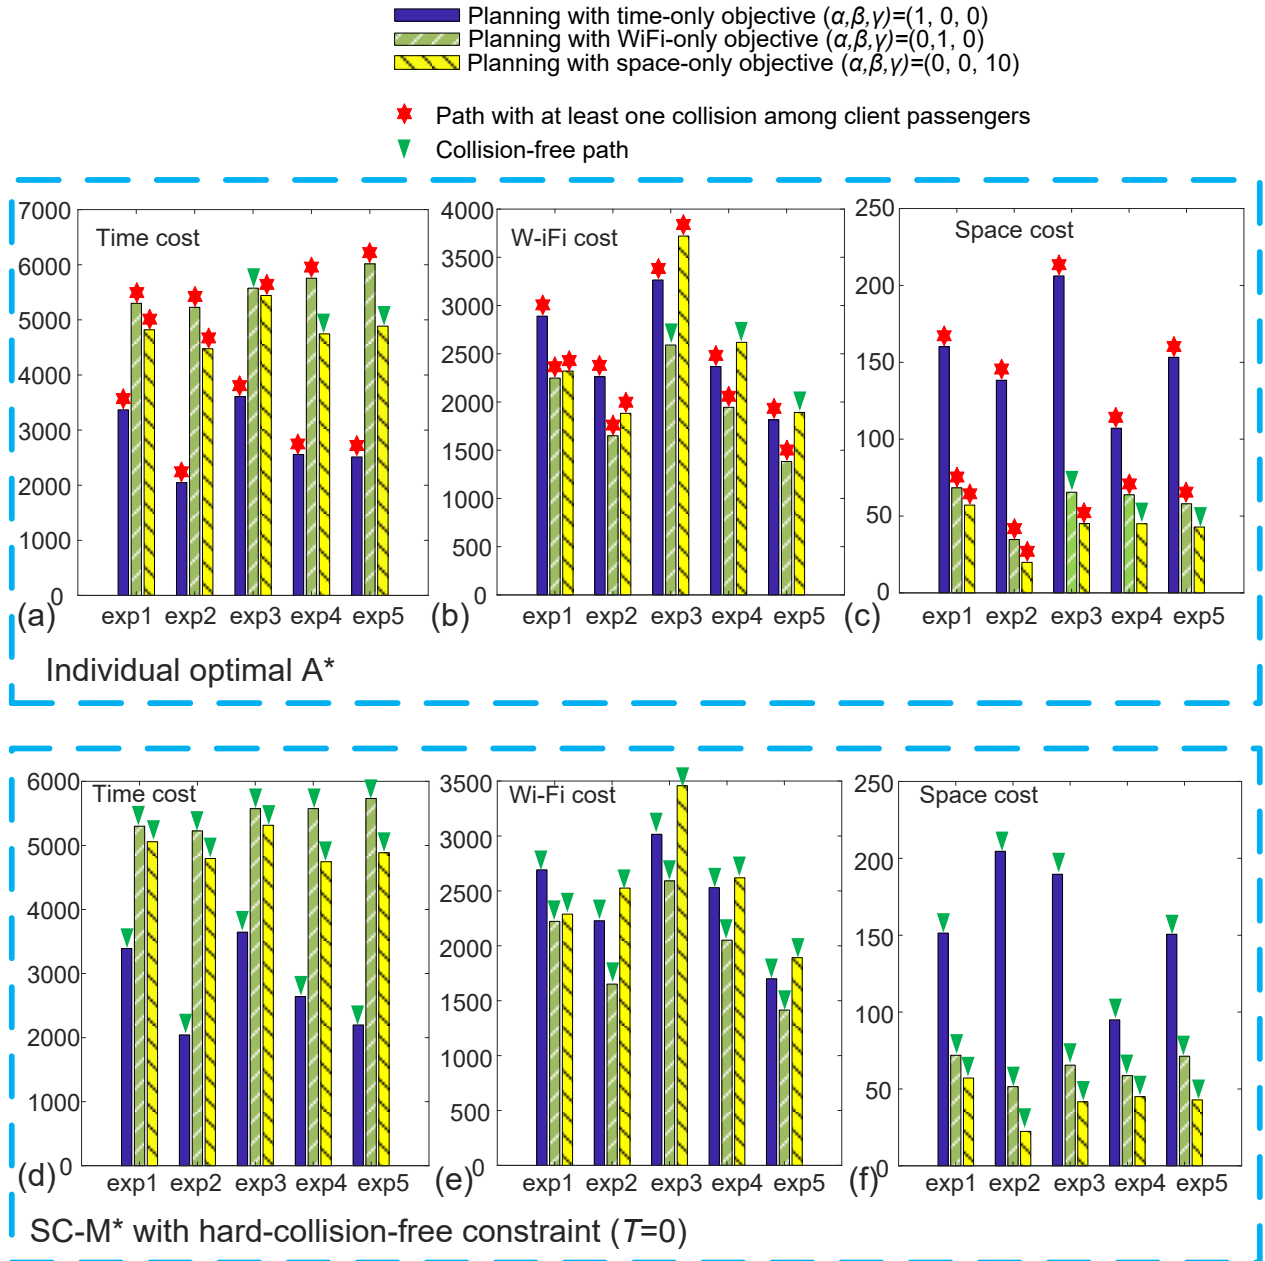 Planning with time-only objective (α,β,γ)=(1, 0, 0)
Planning with WiFi-only objective (α,β,γ)=(0,1, 0)
Planning with space-only objective (α,β,γ)=(0, 0, 10)
Path with at least one collision among client passengers
Collision-free path
Time cost
7000
6000
5000
4000
3000
2000
1000
0
(a)
exp1 exp2 exp3 exp4 exp5
W-iFi cost
4000
3500
3000
2500
2000
1500
1000
500
0
(b)
exp1 exp2 exp3 exp4 exp5
Space cost
250
200
150
100
50
0
(c)
exp1 exp2 exp3 exp4 exp5
Individual optimal A*
Time cost
6000
5000
4000
3000
2000
1000
0
(d)
exp1 exp2 exp3 exp4 exp5
Wi-Fi cost
3500
3000
2500
2000
1500
1000
500
0
(e)
exp1 exp2 exp3 exp4 exp5
Space cost
250
200
150
100
50
0
(f)
exp1 exp2 exp3 exp4 exp5
SC-M* with hard-collision-free constraint (T=0)